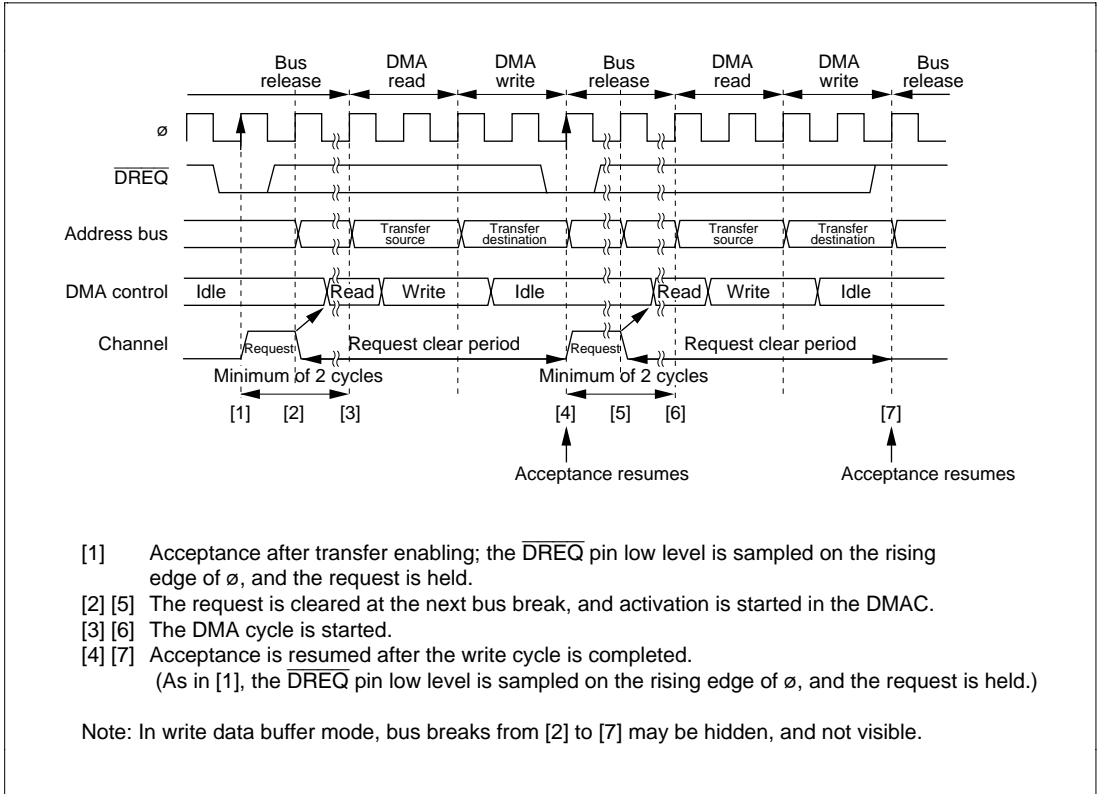 Bus release DMA read DMA write Bus release DMA read DMA write Bus release
ø
DREQ
Address bus Transfer source Transfer destination Transfer source Transfer destination
DMA control Idle Read Write Idle Read Write Idle
Channel Request Request clear period Request Request clear period
Minimum of 2 cycles Minimum of 2 cycles
[1] [2] [3] [4] [5] [6] [7]
Acceptance resumes Acceptance resumes
[1] Acceptance after transfer enabling; the DREQ pin low level is sampled on the rising
edge of ø, and the request is held.
[2] [5] The request is cleared at the next bus break, and activation is started in the DMAC.
[3] [6] The DMA cycle is started.
[4] [7] Acceptance is resumed after the write cycle is completed.
(As in [1], the DREQ pin low level is sampled on the rising edge of ø, and the request is held.)
Note: In write data buffer mode, bus breaks from [2] to [7] may be hidden, and not visible.